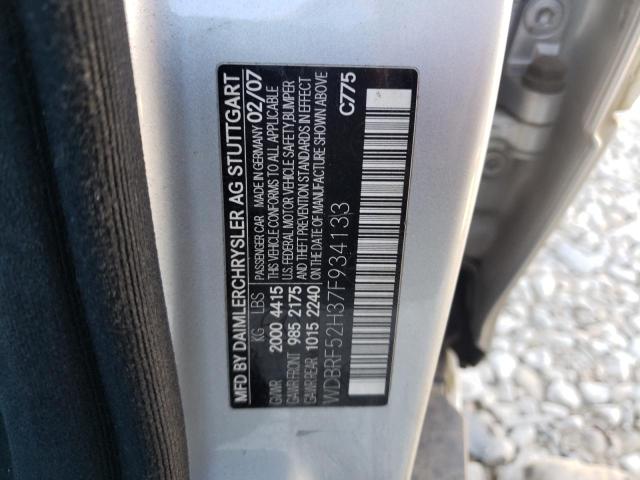 MFD BY DAIMLERCHRYSLER AG STUTTGART
PASSENGER CAR MADE IN GERMANY 02/07
KG LBS
THIS VEHICLE CONFORMS TO ALL APPLICABLE
GVWR 2000 4415
U.S. FEDERAL MOTOR VEHICLE SAFETY, BUMPER
GAWR FRONT 985 2175
AND THEFT PREVENTION STANDARDS IN EFFECT
GAWR REAR 1015 2240
ON THE DATE OF MANUFACTURE SHOWN ABOVE
WDBRF52H37F934133
C775